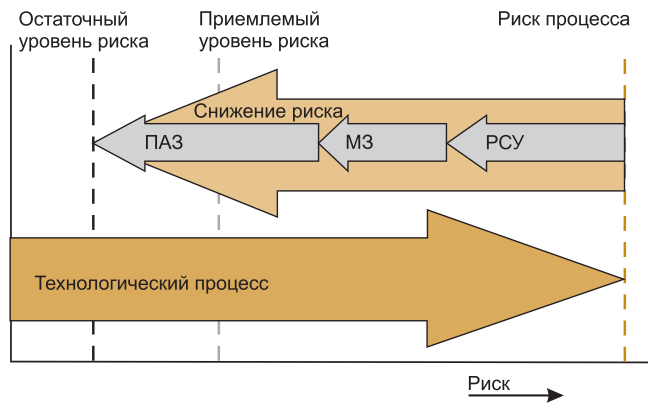 Остаточный
уровень риска
Приемлемый
уровень риска
Риск процесса
Снижение риска
ПАЗ
МЗ
РСУ
Технологический процесс
Риск